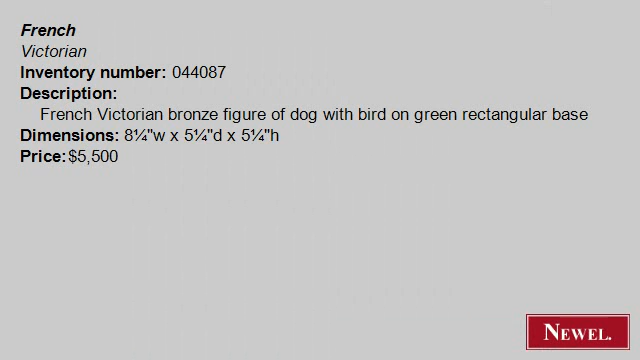 French
Victorian
Inventory number: 044087
Description:
French Victorian bronze figure of dog with bird on green rectangular base
Dimensions: 8¼"w x 5¼"d x 5¼"h
Price:$5,500
NEWEL.